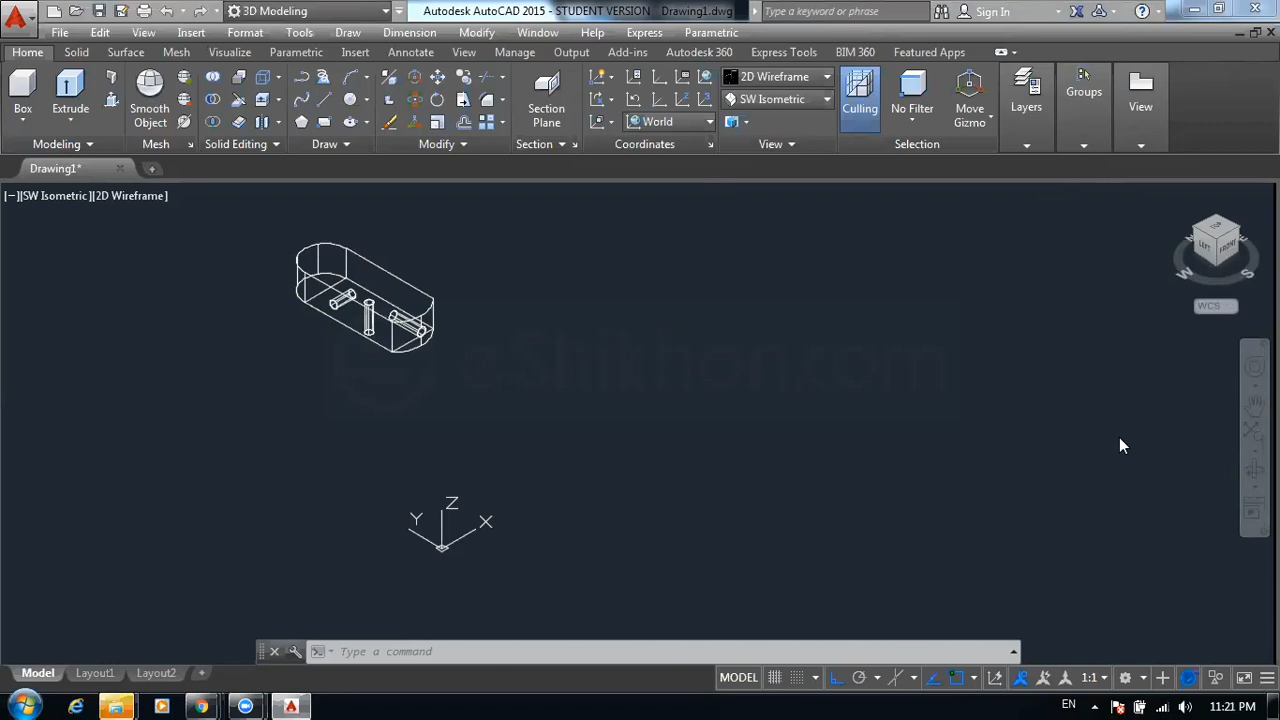 3D Modeling
Autodesk AutoCAD 2015 - STUDENT VERSION Drawing1.dwg
Type a keyword or phrase
Sign In
File Edit View Insert Format Tools Draw Dimension Modify Window Help Express Parametric
Home Solid Surface Mesh Visualize Parametric Insert Annotate View Manage Output Add-ins Autodesk 360 Express Tools BIM 360 Featured Apps
2D Wireframe
SW Isometric
World
Box Extrude Smooth Object Section Plane Culling No Filter Move Gizmo Layers Groups View
Modeling Mesh Solid Editing Draw Modify Section Coordinates View Selection
Drawing1*
[−][SW Isometric][2D Wireframe]
TOP
LEFT FRONT
N E
W S
WCS
eShikhon.com
Z
Y X
Type a command
Model Layout1 Layout2 +
MODEL 1:1
EN 11:21 PM